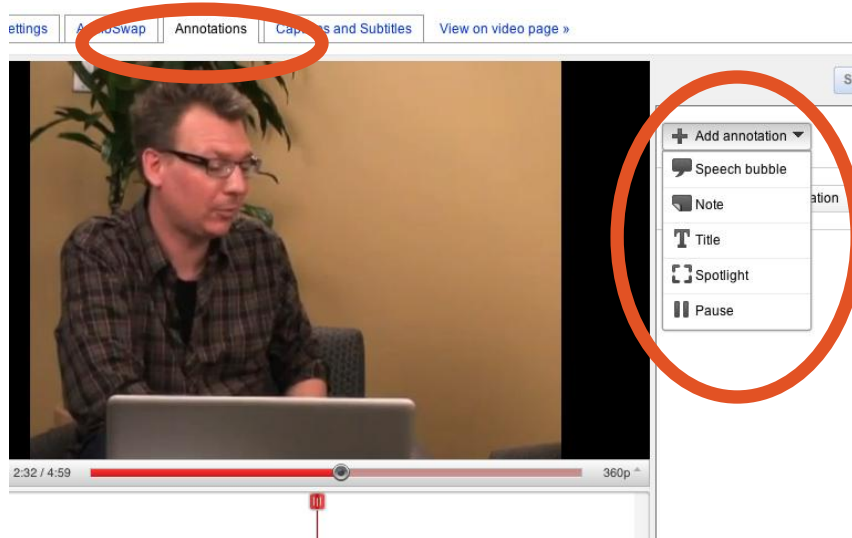 ettings AudioSwap Annotations Captions and Subtitles View on video page »
S
Add annotation
Speech bubble
Note
ation
Title
Spotlight
Pause
2:32 / 4:59
360p